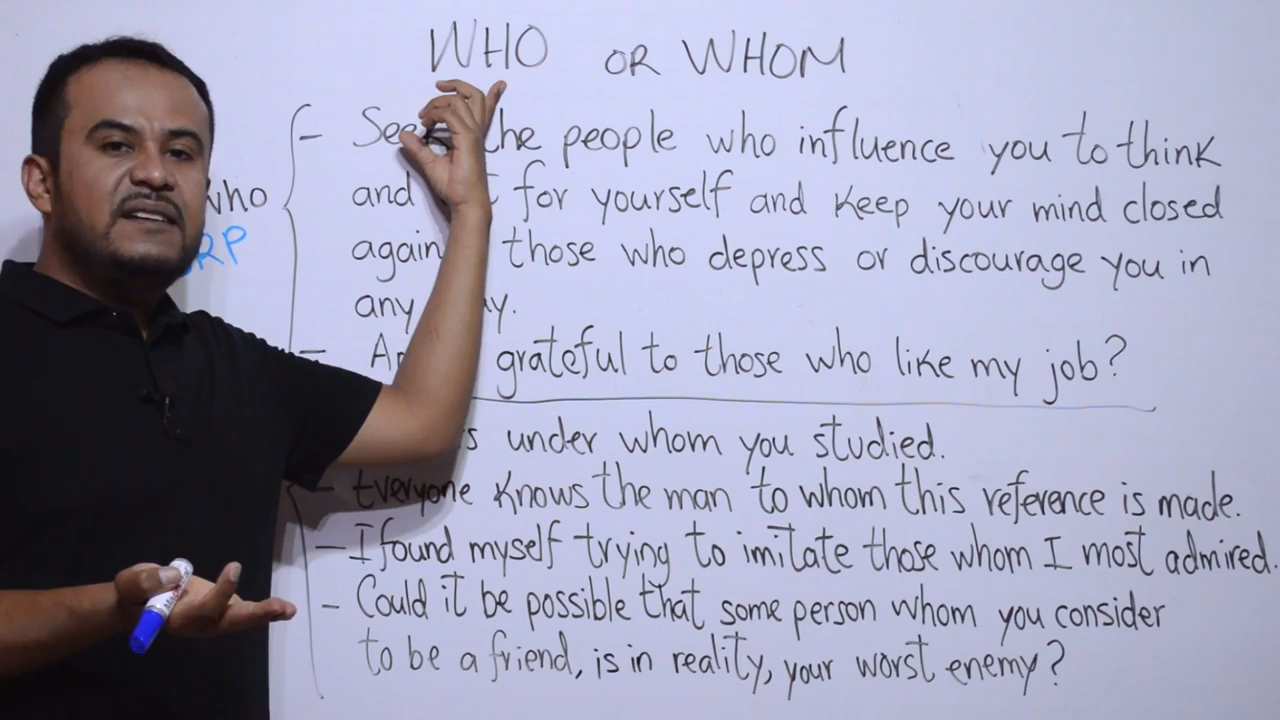 WHO OR WHOM
- the people who influence you to think
who
and for yourself and keep your mind closed
RP
those who depress or discourage you in
any
- grateful to those who like my job?
under whom you studied.
- Everyone knows the man to whom this reference is made.
- I found myself trying to imitate those whom I most admired.
- Could it be possible that some person whom you consider
to be a friend, is in reality, your worst enemy?